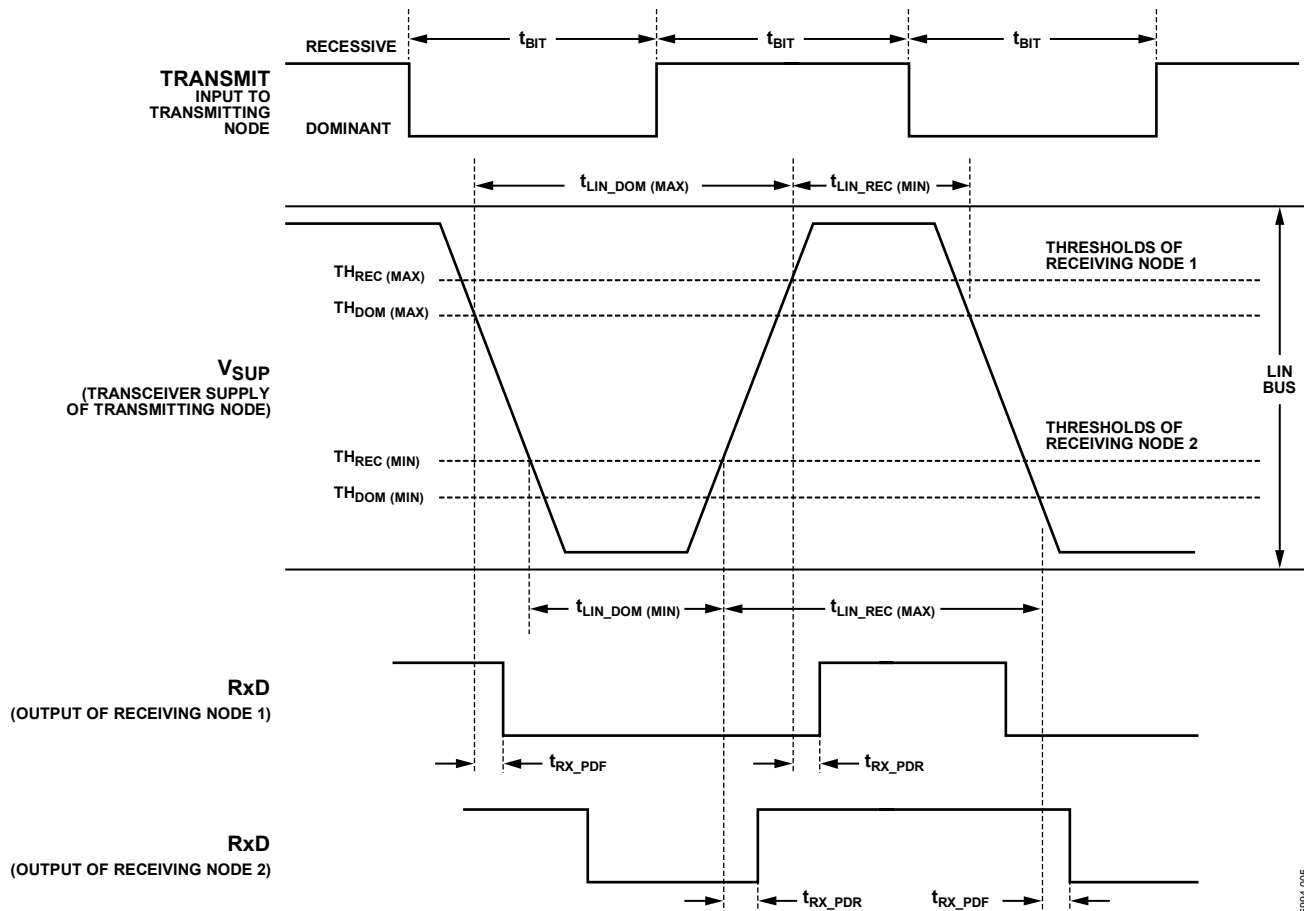 tBIT tBIT tBIT
RECESSIVE
TRANSMIT
INPUT TO
TRANSMITTING
NODE
DOMINANT
tLIN_DOM (MAX) tLIN_REC (MIN)
THRESHOLDS OF
RECEIVING NODE 1
THREC (MAX)
THDOM (MAX)
VSUP
(TRANSCEIVER SUPPLY
OF TRANSMITTING NODE)
LIN
BUS
THRESHOLDS OF
RECEIVING NODE 2
THREC (MIN)
THDOM (MIN)
tLIN_DOM (MIN) tLIN_REC (MAX)
RxD
(OUTPUT OF RECEIVING NODE 1)
tRX_PDF tRX_PDR
RxD
(OUTPUT OF RECEIVING NODE 2)
tRX_PDR tRX_PDF